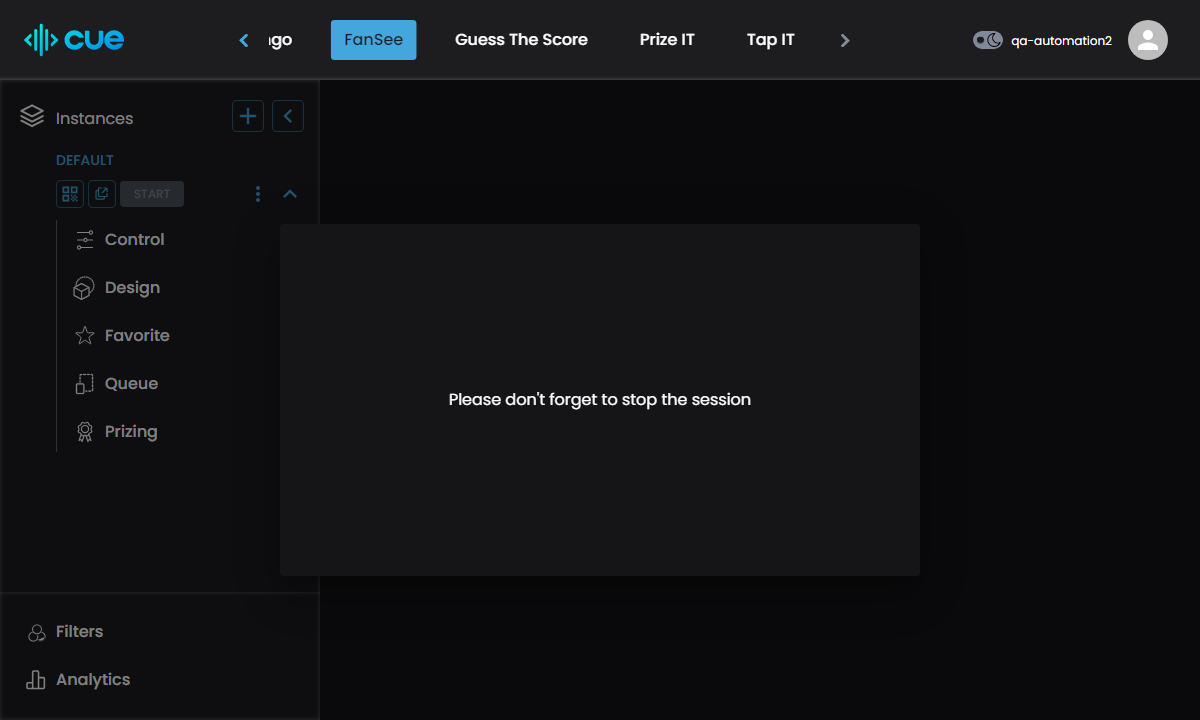 cue
FanSee
Guess The Score
Prize IT
Tap IT
qa-automation2
Instances
DEFAULT
START
Control
Design
Favorite
Queue
Prizing
Please don't forget to stop the session
Filters
Analytics